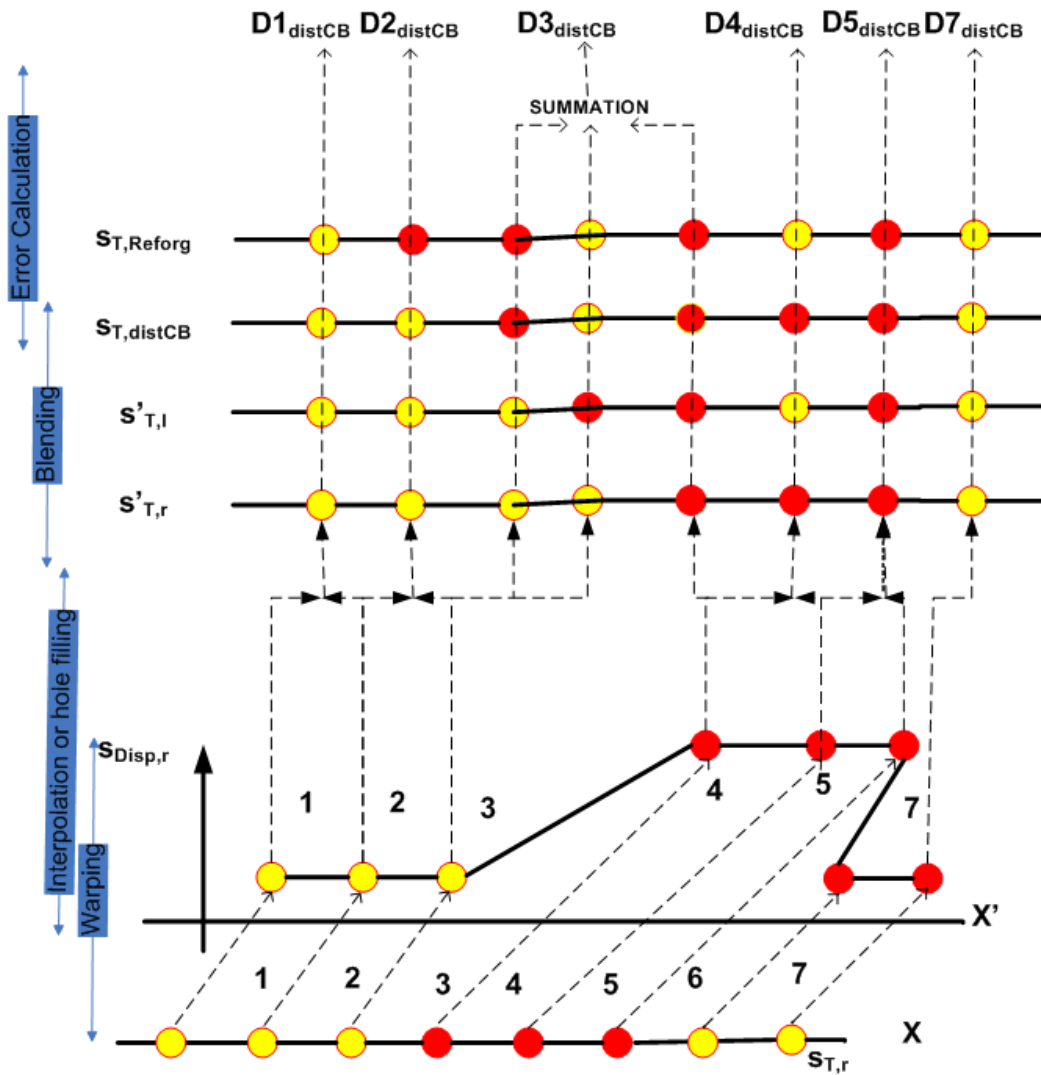 D1distCB D2distCB D3distCB D4distCB D5distCB D7distCB
SUMMATION
Error Calculation
sT,Reforg
sT,distCB
Blending
s'T,l
s'T,r
Interpolation or hole filling
sDisp,r
Warping
1 2 3 4 5 7
X'
1 2 3 4 5 6 7
X
sT,r